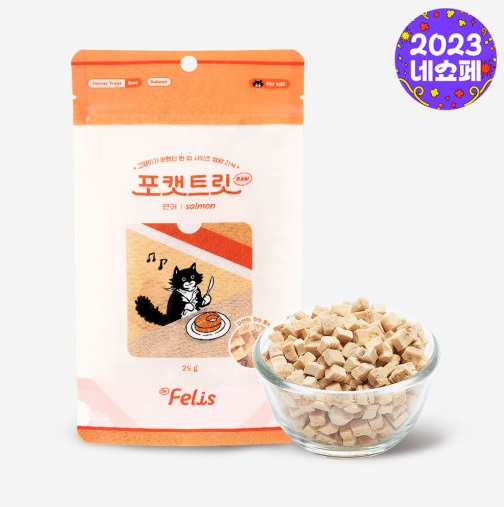 2023
네쇼페
Forcat Treat Raw Salmon
For cat
포캣트릿
RAW
연어 | salmon
25 g
Felis